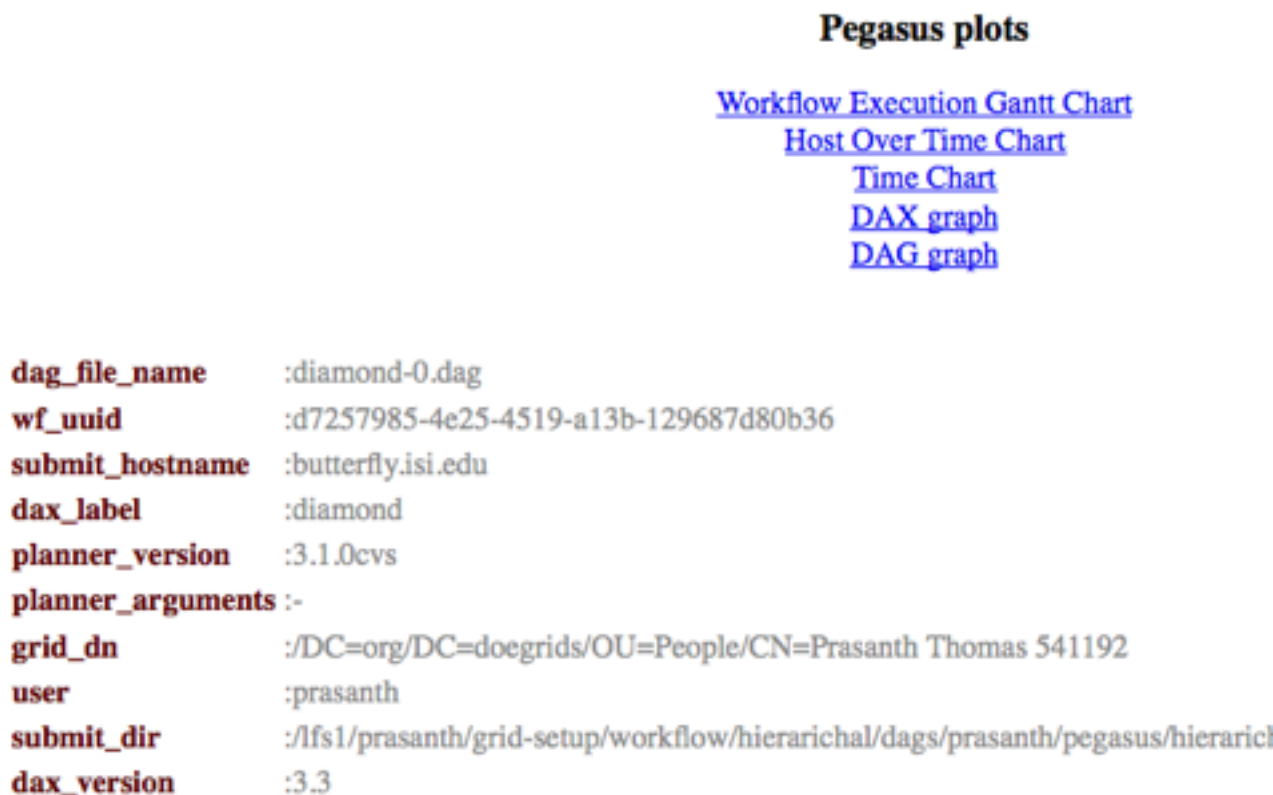 Pegasus plots
Workflow Execution Gantt Chart
Host Over Time Chart
Time Chart
DAX graph
DAG graph
dag_file_name :diamond-0.dag
wf_uuid :d7257985-4e25-4519-a13b-129687d80b36
submit_hostname :butterfly.isi.edu
dax_label :diamond
planner_version :3.1.0cvs
planner_arguments :-
grid_dn :/DC=org/DC=doegrids/OU=People/CN=Prasanth Thomas 541192
user :prasanth
submit_dir :/lfs1/prasanth/grid-setup/workflow/hierarichal/dags/prasanth/pegasus/hierarich
dax_version :3.3